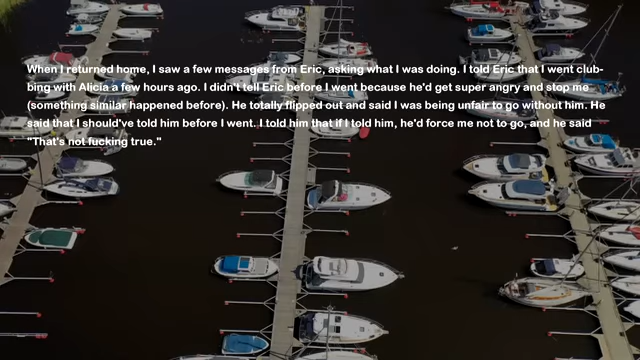 When I returned home, I saw a few messages from Eric, asking what I was doing. I told Eric that I went club-
bing with Alicia a few hours ago. I didn't tell Eric before I went because he'd get super angry and stop me
(something similar happened before). He totally flipped out and said I was being unfair to go without him. He
said that I should've told him before I went. I told him that if I told him, he'd force me not to go, and he said
"That's not fucking true."